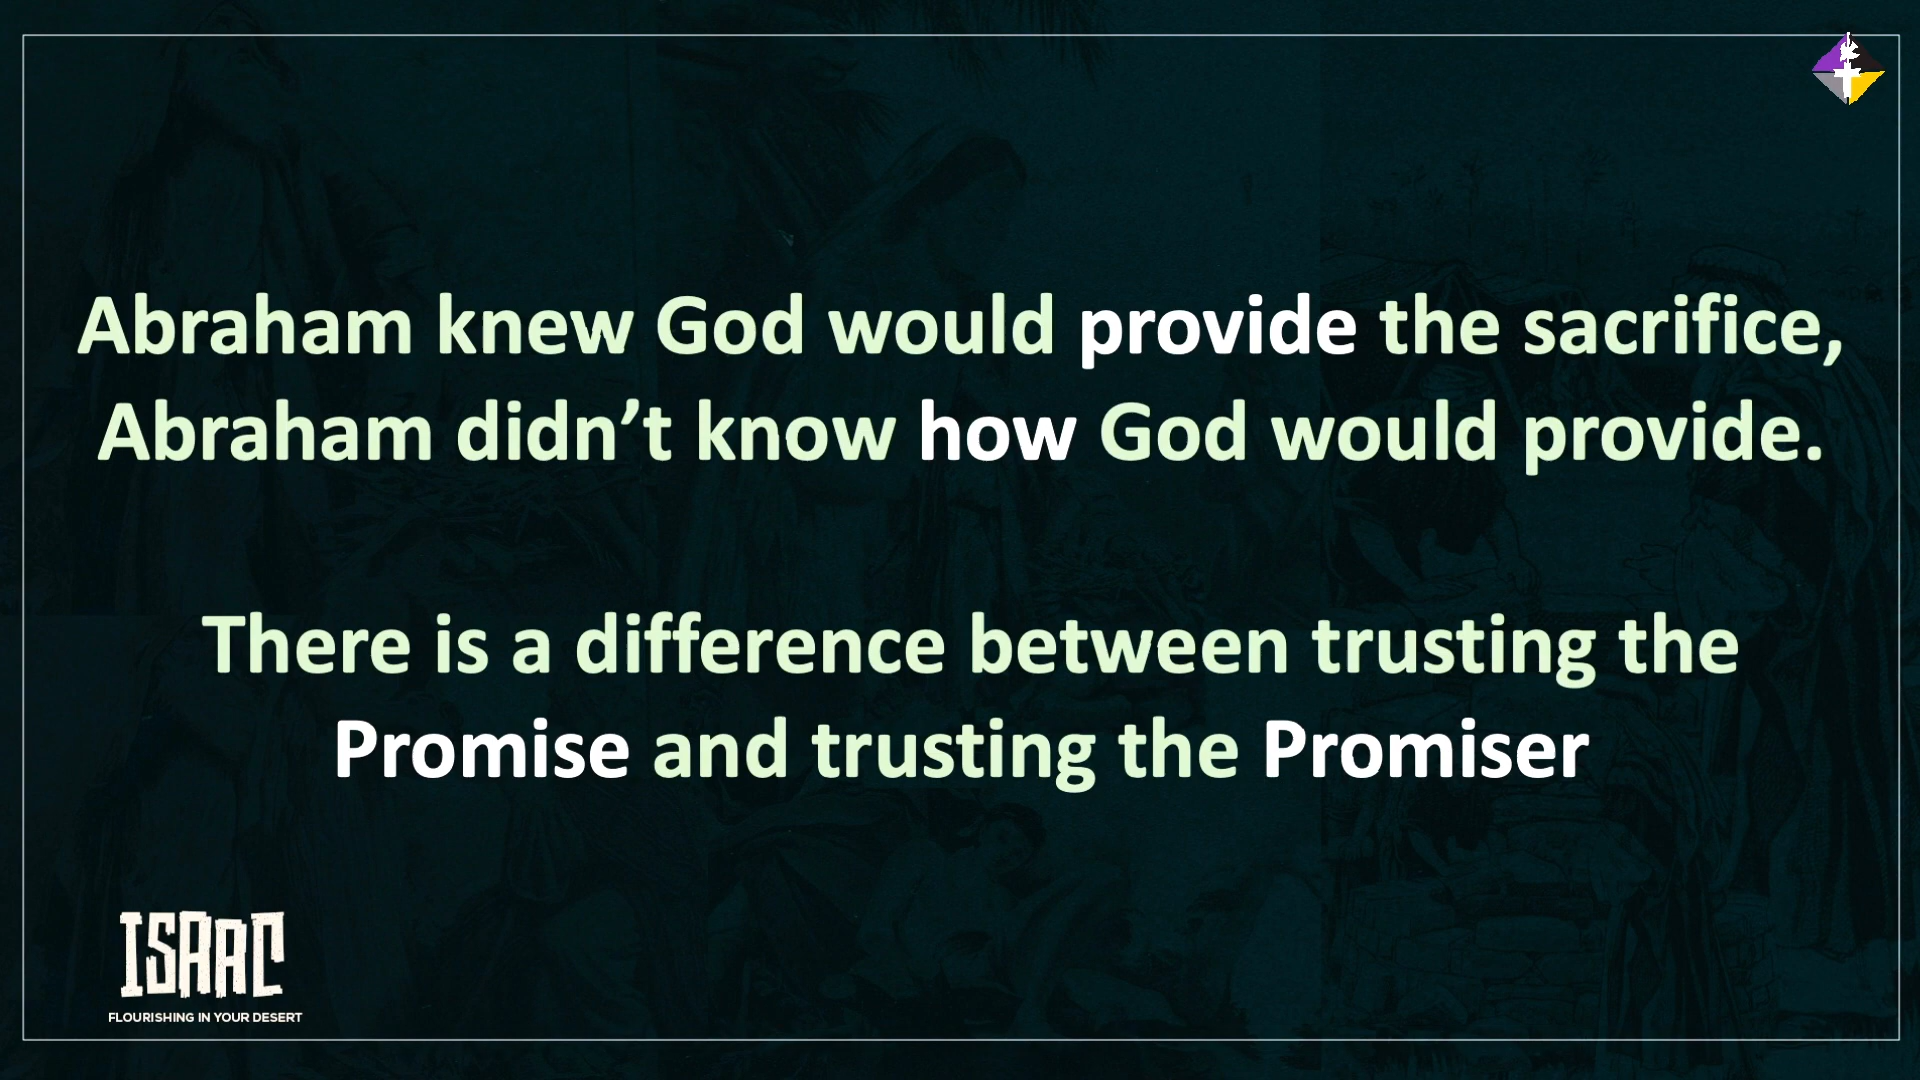 Abraham knew God would provide the sacrifice,
Abraham didn’t know how God would provide.
There is a difference between trusting the
Promise and trusting the Promiser
ISAAC
FLOURISHING IN YOUR DESERT